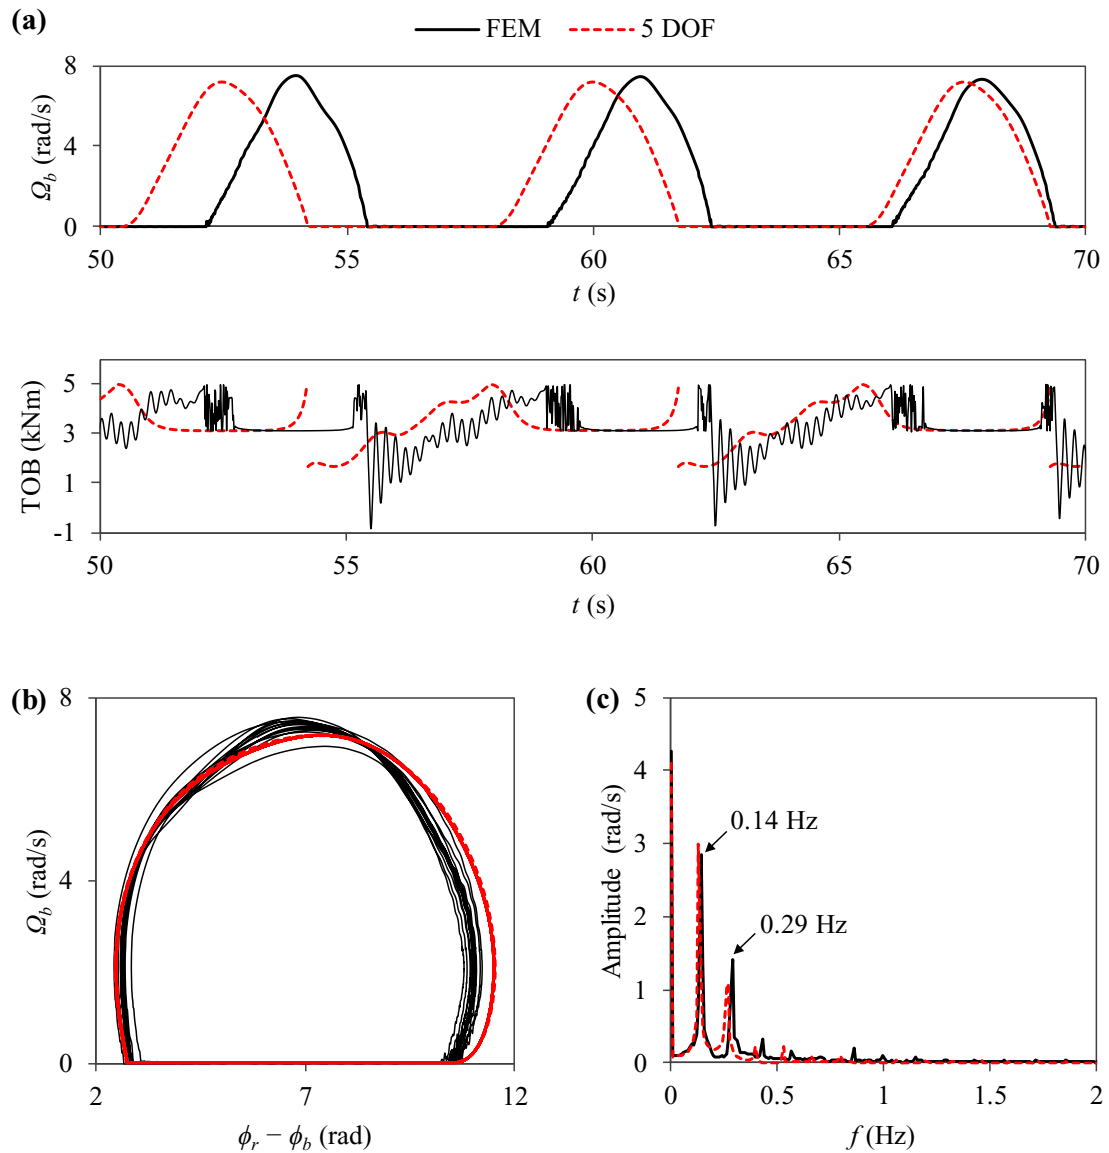 (a)
FEM
5 DOF
8
4
0
Ω_b (rad/s)
50
55
60
65
70
t (s)
5
3
1
-1
TOB (kNm)
50
55
60
65
70
t (s)
(b)
8
4
0
Ω_b (rad/s)
2
7
12
ϕ_r − ϕ_b (rad)
(c)
5
4
3
2
1
0
Amplitude (rad/s)
0.14 Hz
0.29 Hz
0
0.5
1
1.5
2
f (Hz)